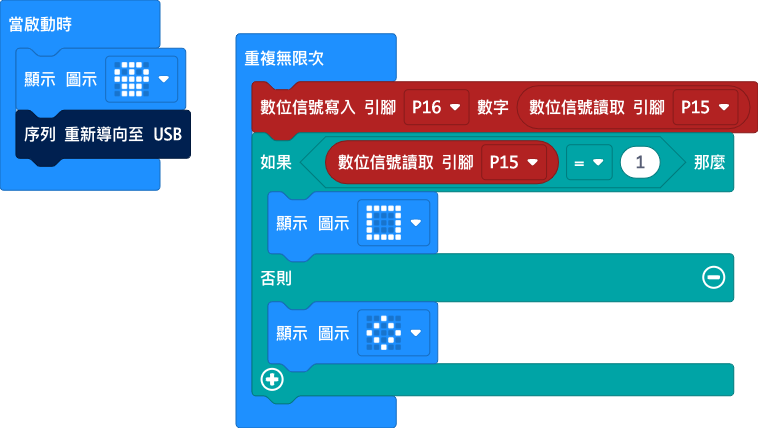 當啟動時
顯示 圖示
序列 重新導向至 USB
重複無限次
數位信號寫入 引腳 P16 數字 數位信號讀取 引腳 P15
如果 數位信號讀取 引腳 P15 = 1 那麼
顯示 圖示
否則
顯示 圖示